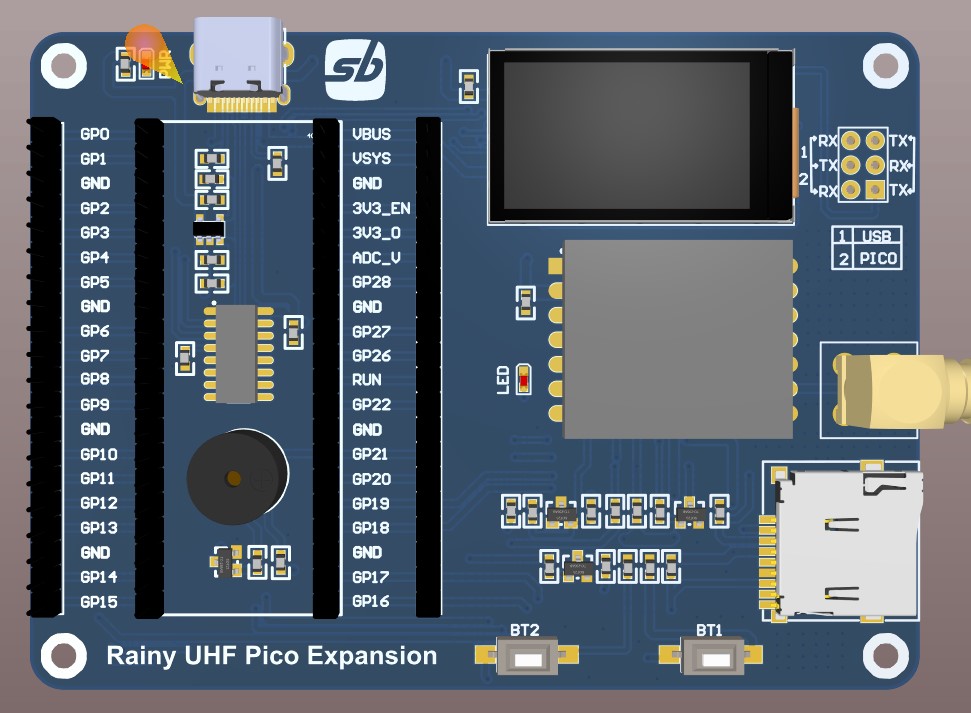 PWR
sb
GP0
GP1
GND
GP2
GP3
GP4
GP5
GND
GP6
GP7
GP8
GP9
GND
GP10
GP11
GP12
GP13
GND
GP14
GP15
VBUS
VSYS
GND
3V3_EN
3V3_O
ADC_V
GP28
GND
GP27
GP26
RUN
GP22
GND
GP21
GP20
GP19
GP18
GND
GP17
GP16
RX TX
1 TX RX
2 RX TX
1 USB
2 PICO
LED
BT2 BT1
Rainy UHF Pico Expansion